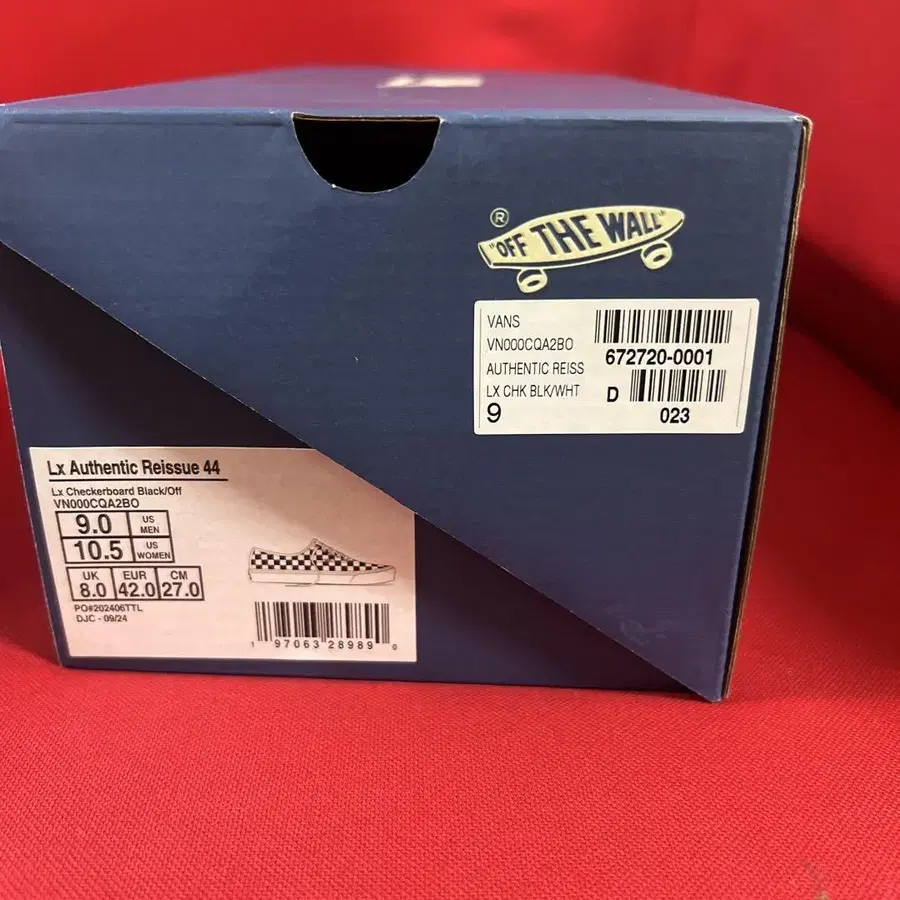 ®
"OFF THE WALL"
VANS
VN000CQA2BO
672720-0001
AUTHENTIC REISS
LX CHK BLK/WHT
D
9
023
Lx Authentic Reissue 44
Lx Checkerboard Black/Off
VN000CQA2BO
9.0 US MEN
10.5 US WOMEN
UK EUR CM
8.0 42.0 27.0
PO#202406TTL
DJC - 09/24
1 97063 28989 0